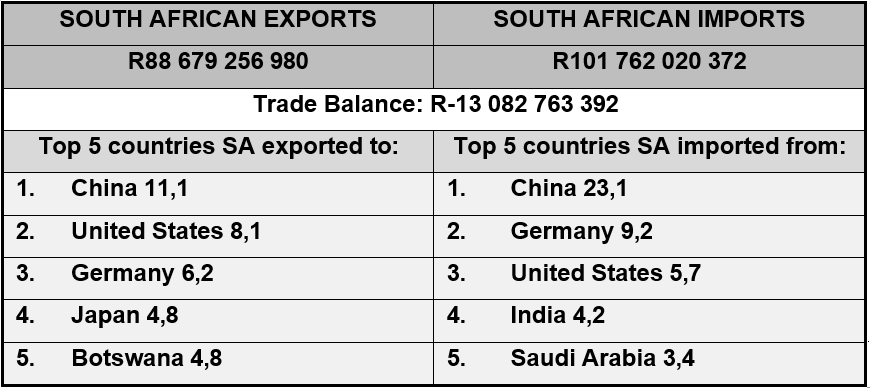 SOUTH AFRICAN EXPORTS
SOUTH AFRICAN IMPORTS
R88 679 256 980
R101 762 020 372
Trade Balance: R-13 082 763 392
Top 5 countries SA exported to:
Top 5 countries SA imported from:
1. China 11,1
1. China 23,1
2. United States 8,1
2. Germany 9,2
3. Germany 6,2
3. United States 5,7
4. Japan 4,8
4. India 4,2
5. Botswana 4,8
5. Saudi Arabia 3,4